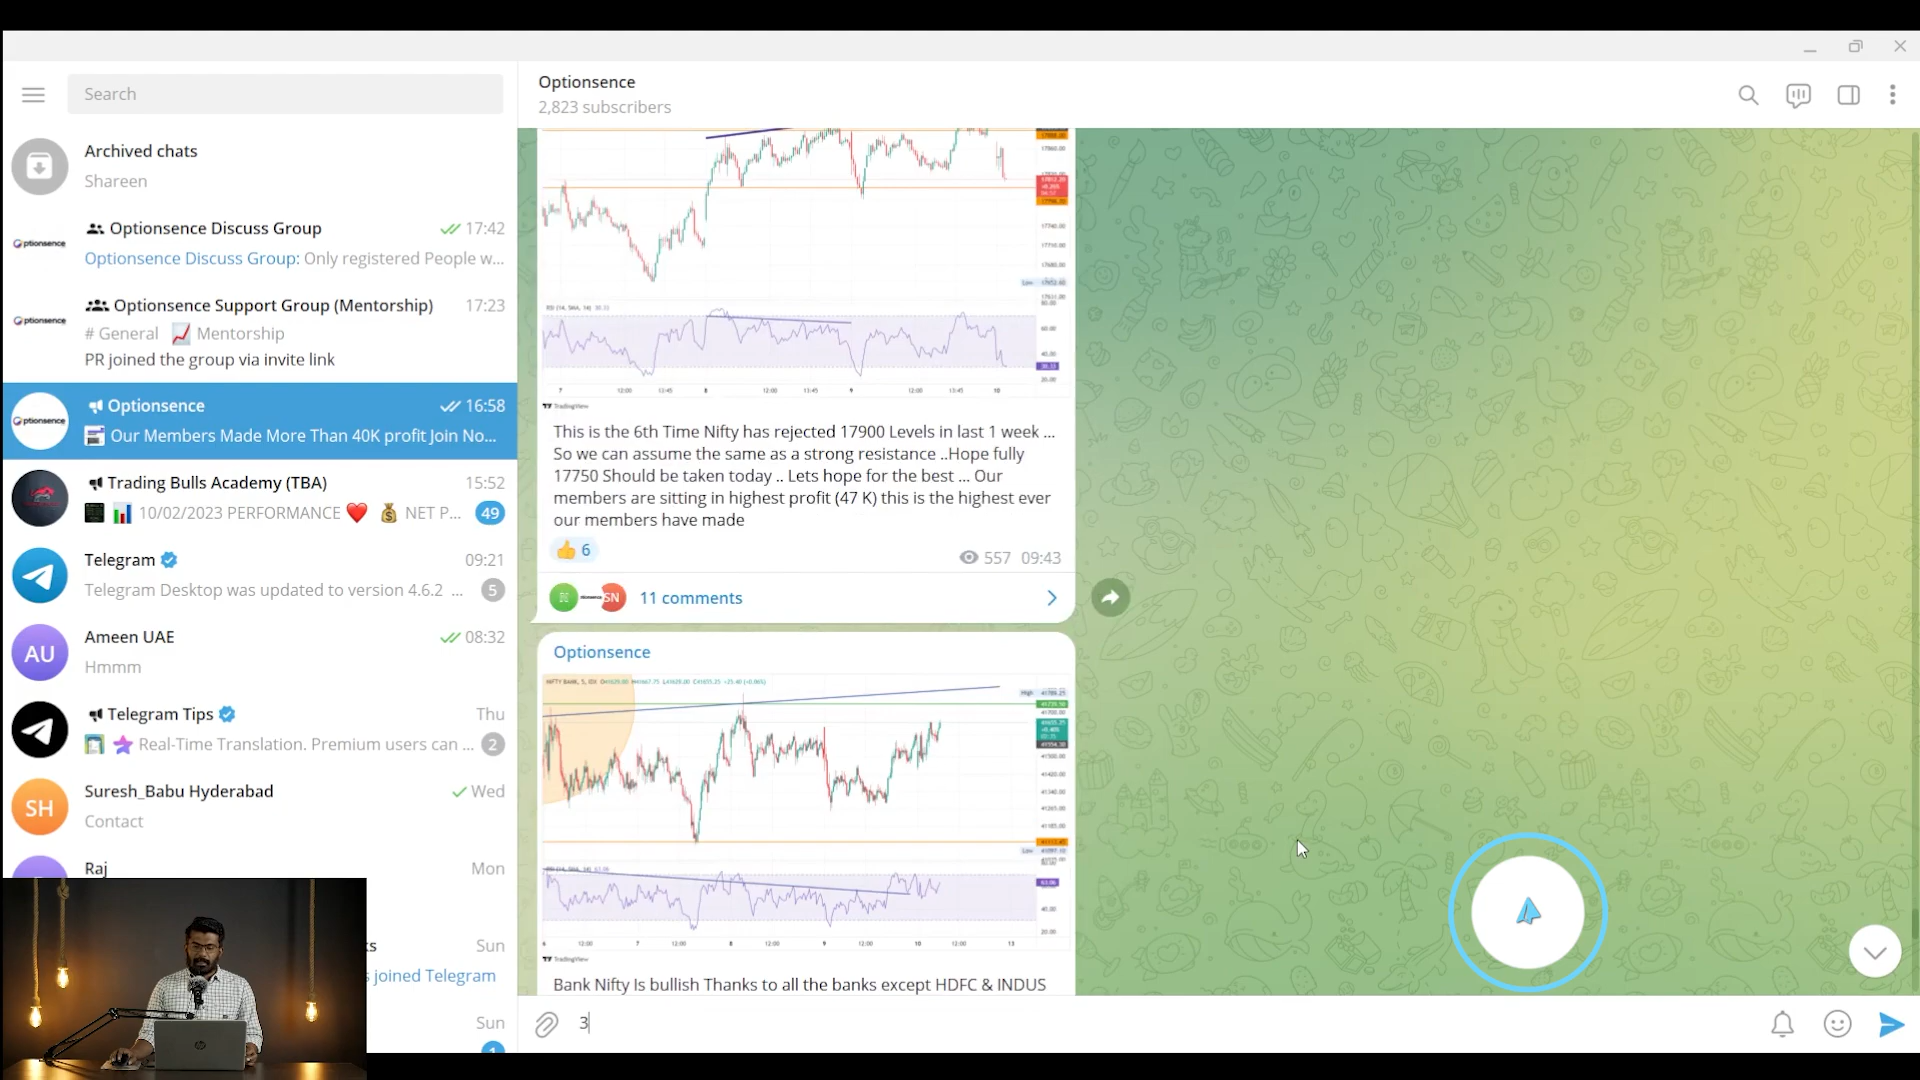 Search
Archived chats
Shareen
Optionsence Discuss Group 17:42
Optionsence Discuss Group: Only registered People w...
Optionsence Support Group (Mentorship) 17:23
# General Mentorship
PR joined the group via invite link
Optionsence 16:58
Our Members Made More Than 40K profit Join No...
Trading Bulls Academy (TBA) 15:52
10/02/2023 PERFORMANCE ❤️ 💰 NET P... 49
Telegram 09:21
Telegram Desktop was updated to version 4.6.2 ... 5
AU
Ameen UAE 08:32
Hmmm
Telegram Tips Thu
Real-Time Translation. Premium users can ... 2
SH
Suresh_Babu Hyderabad Wed
Contact
Raj Mon
Sun
s joined Telegram
Sun
Optionsence
2,823 subscribers
TradingView
This is the 6th Time Nifty has rejected 17900 Levels in last 1 week ...
So we can assume the same as a strong resistance ..Hope fully
17750 Should be taken today .. Lets hope for the best ... Our
members are sitting in highest profit (47 K) this is the highest ever
our members have made
👍 6
557 09:43
SN 11 comments
Optionsence
TradingView
Bank Nifty Is bullish Thanks to all the banks except HDFC & INDUS
3